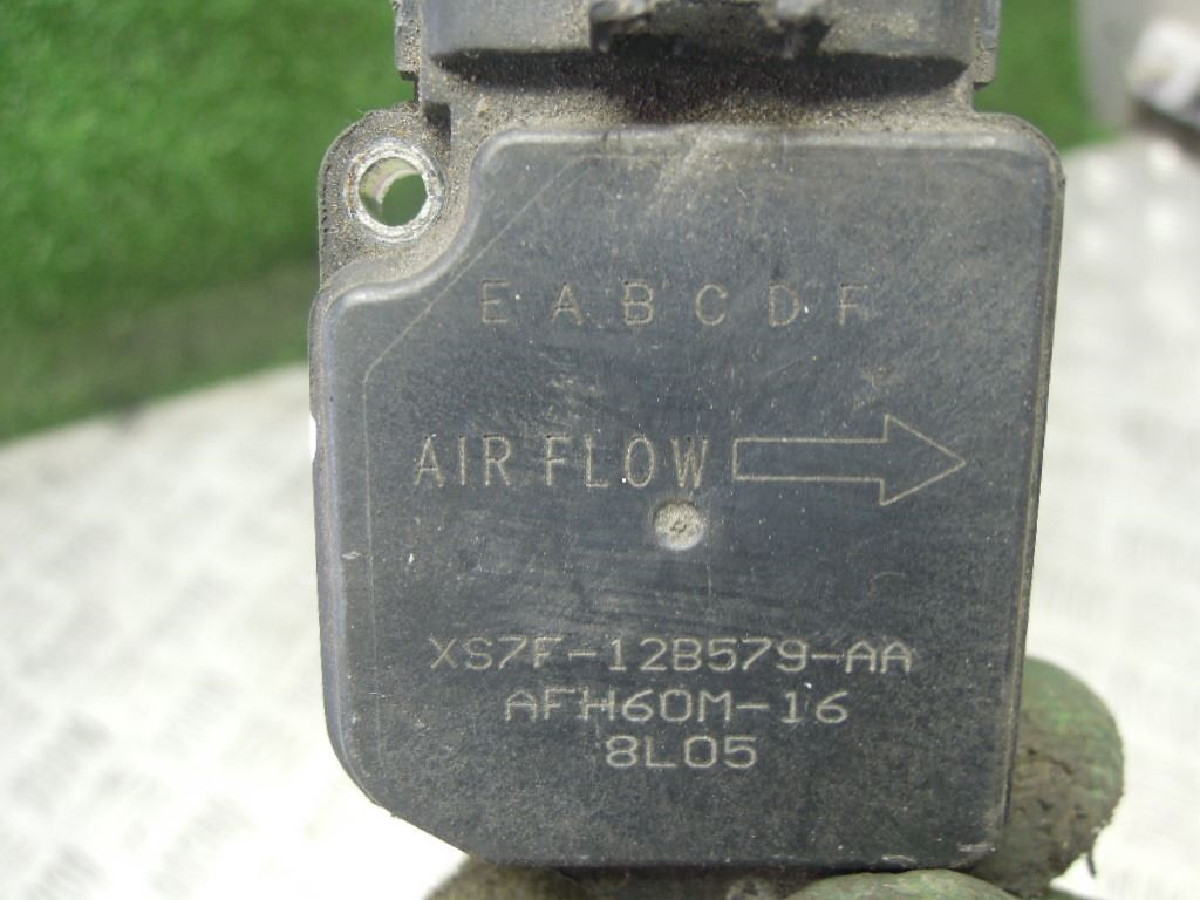 E A B C D F
AIR FLOW
XS7F-12B579-AA
AFH60M-16
8L05